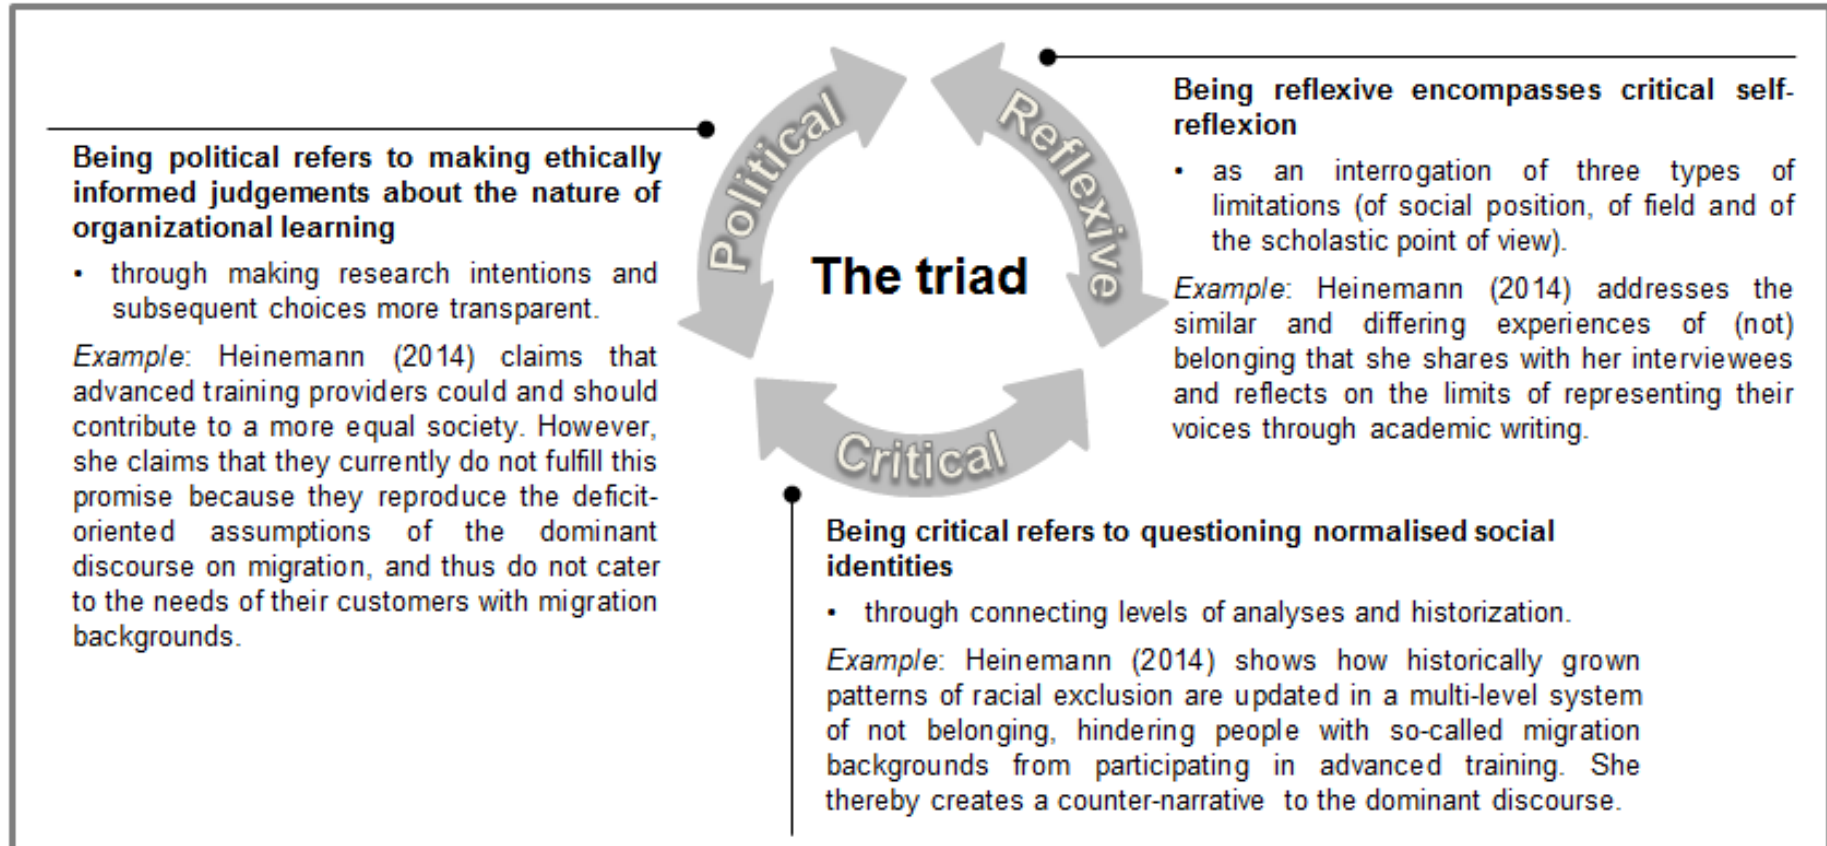 Political
Reflexive
Critical
The triad
Being political refers to making ethically
informed judgements about the nature of
organizational learning
• through making research intentions and
subsequent choices more transparent.
Example: Heinemann (2014) claims that
advanced training providers could and should
contribute to a more equal society. However,
she claims that they currently do not fulfill this
promise because they reproduce the deficit-
oriented assumptions of the dominant
discourse on migration, and thus do not cater
to the needs of their customers with migration
backgrounds.
Being reflexive encompasses critical self-
reflexion
• as an interrogation of three types of
limitations (of social position, of field and of
the scholastic point of view).
Example: Heinemann (2014) addresses the
similar and differing experiences of (not)
belonging that she shares with her interviewees
and reflects on the limits of representing their
voices through academic writing.
Being critical refers to questioning normalised social
identities
• through connecting levels of analyses and historization.
Example: Heinemann (2014) shows how historically grown
patterns of racial exclusion are updated in a multi-level system
of not belonging, hindering people with so-called migration
backgrounds from participating in advanced training. She
thereby creates a counter-narrative to the dominant discourse.